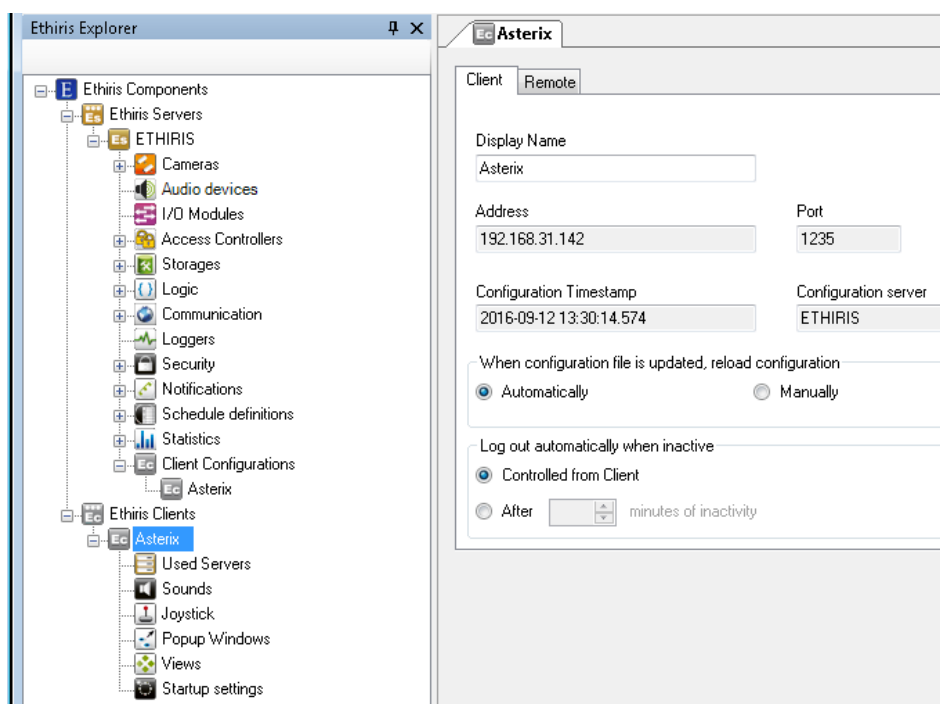 Ethiris Explorer
Ethiris Components
Ethiris Servers
ETHIRIS
Cameras
Audio devices
I/O Modules
Access Controllers
Storages
Logic
Communication
Loggers
Security
Notifications
Schedule definitions
Statistics
Client Configurations
Asterix
Ethiris Clients
Asterix
Used Servers
Sounds
Joystick
Popup Windows
Views
Startup settings
Asterix
Client Remote
Display Name
Asterix
Address Port
192.168.31.142 1235
Configuration Timestamp Configuration server
2016-09-12 13:30:14.574 ETHIRIS
When configuration file is updated, reload configuration
Automatically Manually
Log out automatically when inactive
Controlled from Client
After minutes of inactivity